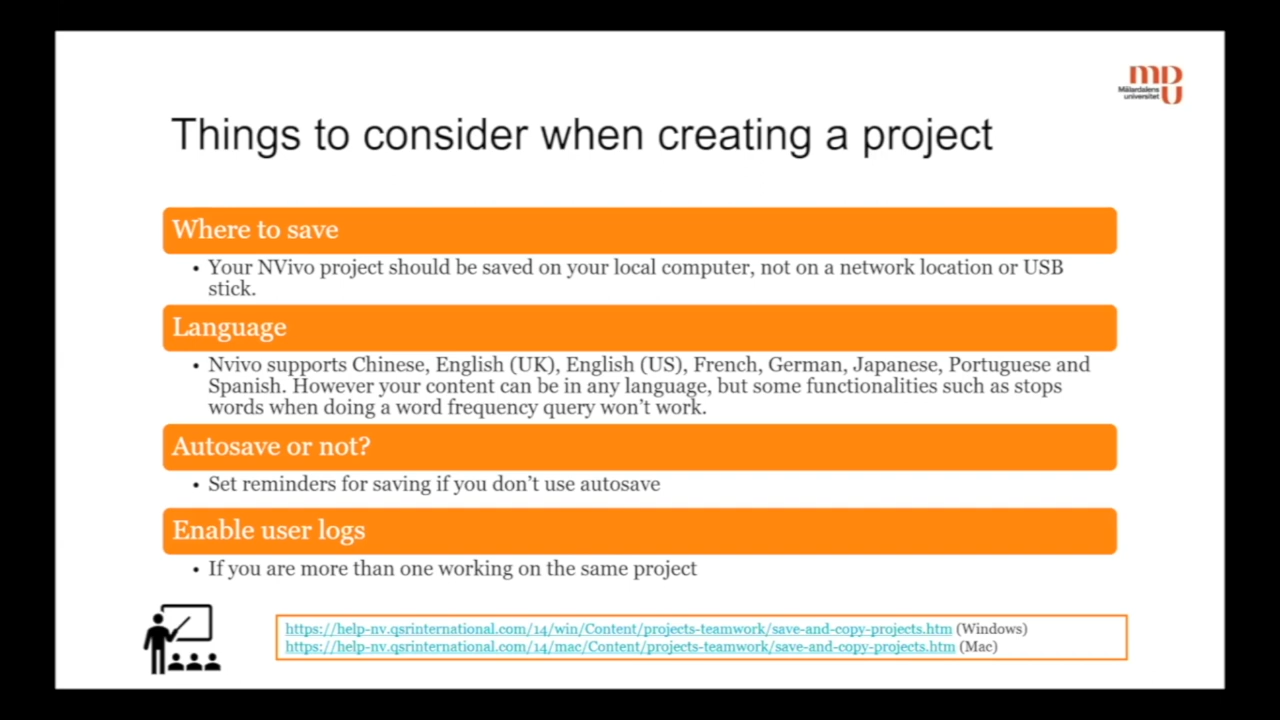 MDU
Mälardalens
universitet
Things to consider when creating a project
Where to save
• Your NVivo project should be saved on your local computer, not on a network location or USB
stick.
Language
• Nvivo supports Chinese, English (UK), English (US), French, German, Japanese, Portuguese and
Spanish. However your content can be in any language, but some functionalities such as stops
words when doing a word frequency query won't work.
Autosave or not?
• Set reminders for saving if you don't use autosave
Enable user logs
• If you are more than one working on the same project
https://help-nv.qsrinternational.com/14/win/Content/projects-teamwork/save-and-copy-projects.htm (Windows)
https://help-nv.qsrinternational.com/14/mac/Content/projects-teamwork/save-and-copy-projects.htm (Mac)